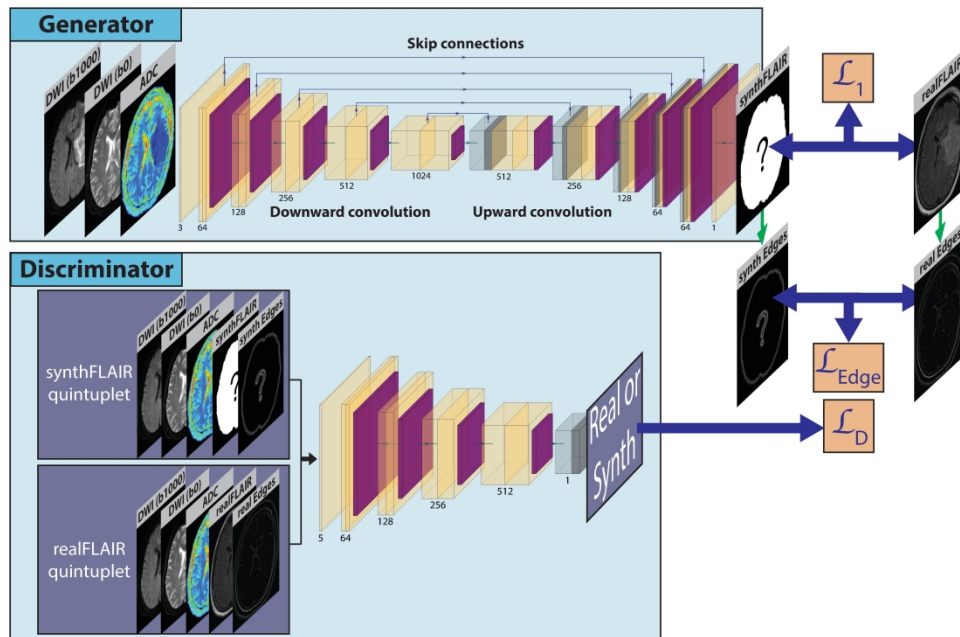 Generator
DWI (b1000)
DWI (b0)
ADC
Skip connections
3
64
128
256
512
1024
512
256
128
64
64
1
Downward convolution
Upward convolution
synthFLAIR
?
ℒ1
realFLAIR
synth Edges
?
real Edges
ℒEdge
ℒD
Discriminator
synthFLAIR
quintuplet
DWI (b1000)
DWI (b0)
ADC
synthFLAIR
synth Edges
?
?
realFLAIR
quintuplet
DWI (b1000)
DWI (b0)
ADC
realFLAIR
real Edges
5
64
128
256
512
1
Real or
Synth